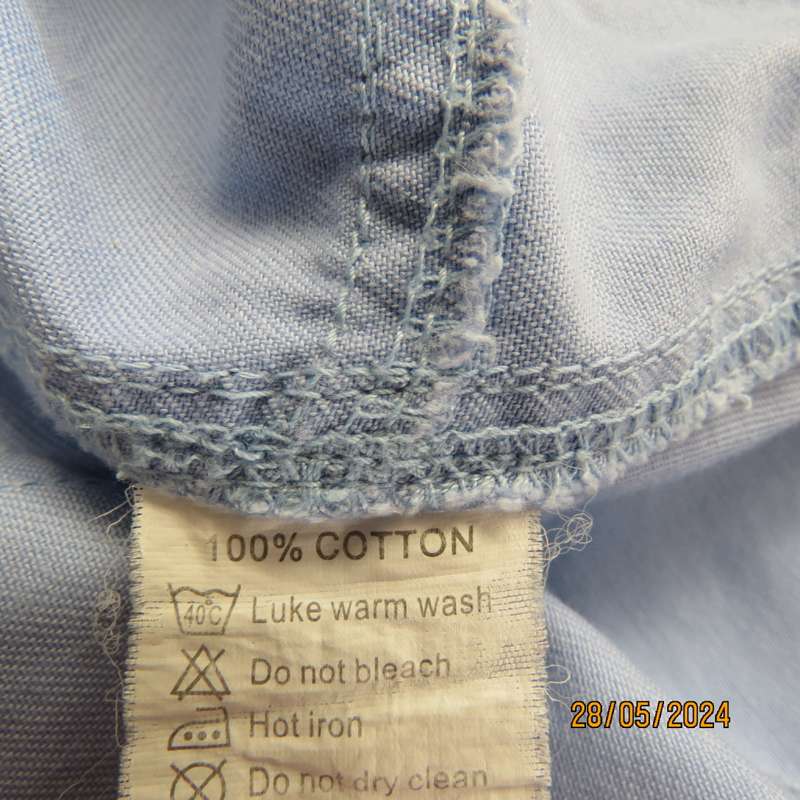 100% COTTON
40°C Luke warm wash
Do not bleach
Hot iron
Do not dry clean
28/05/2024